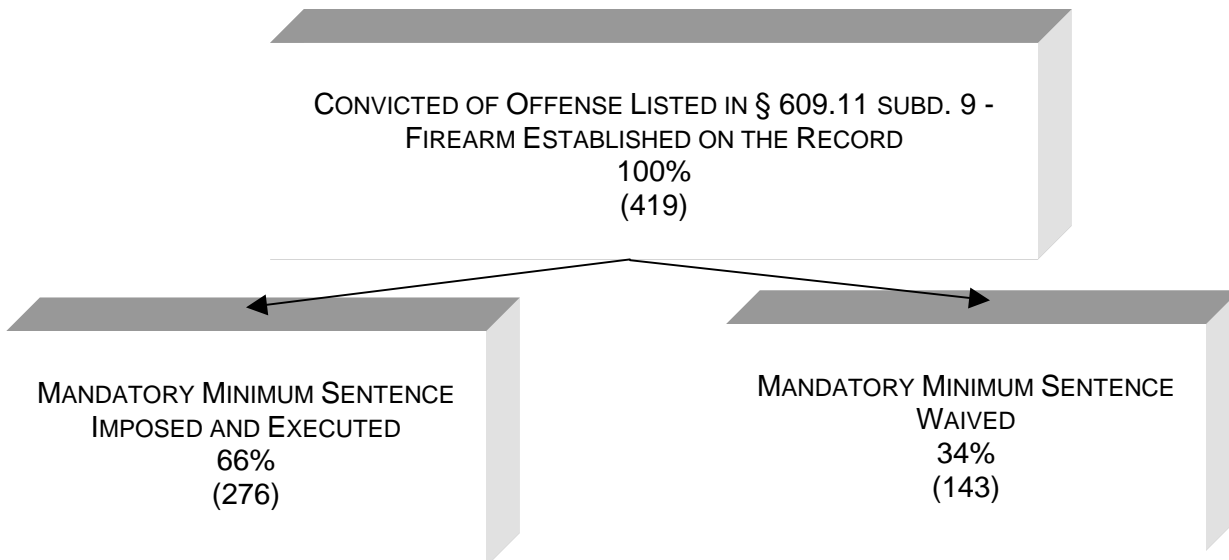 CONVICTED OF OFFENSE LISTED IN § 609.11 SUBD. 9 -
FIREARM ESTABLISHED ON THE RECORD
100%
(419)
MANDATORY MINIMUM SENTENCE
IMPOSED AND EXECUTED
66%
(276)
MANDATORY MINIMUM SENTENCE
WAIVED
34%
(143)